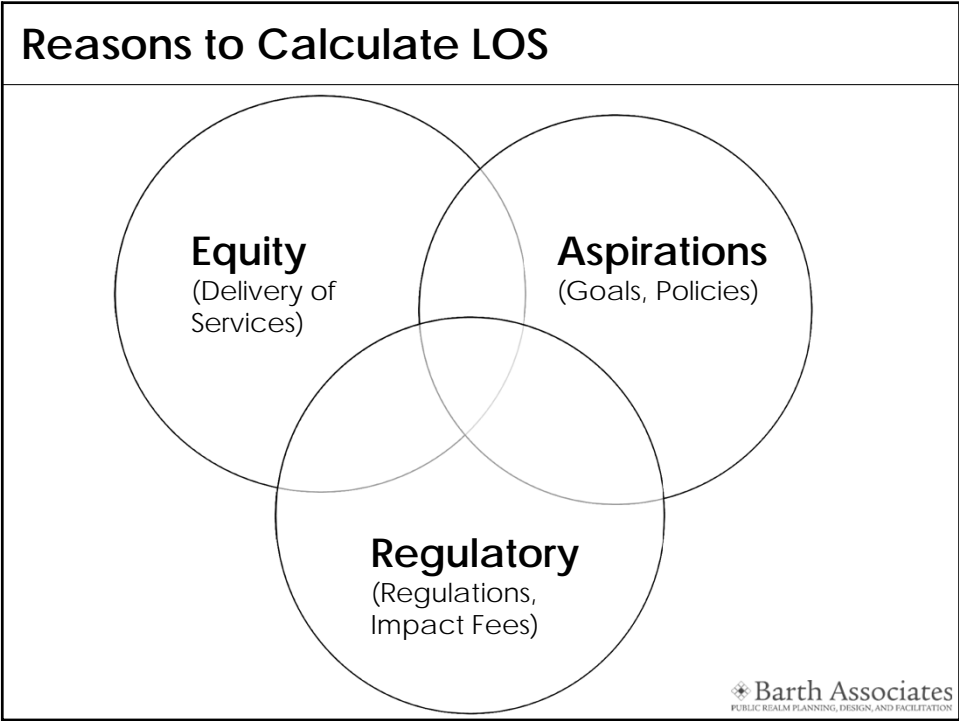 Reasons to Calculate LOS
Equity
(Delivery of
Services)
Aspirations
(Goals, Policies)
Regulatory
(Regulations,
Impact Fees)
Barth Associates
PUBLIC REALM PLANNING, DESIGN, AND FACILITATION